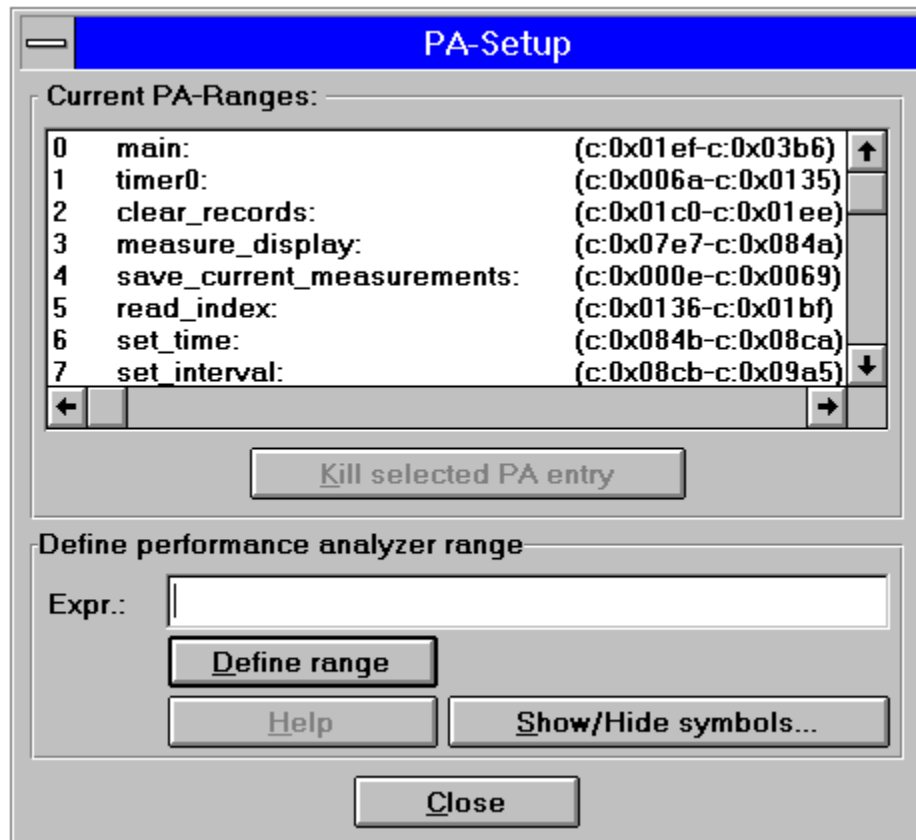 PA-Setup
Current PA-Ranges:
0 main: (c:0x01ef-c:0x03b6)
1 timer0: (c:0x006a-c:0x0135)
2 clear_records: (c:0x01c0-c:0x01ee)
3 measure_display: (c:0x07e7-c:0x084a)
4 save_current_measurements: (c:0x000e-c:0x0069)
5 read_index: (c:0x0136-c:0x01bf)
6 set_time: (c:0x084b-c:0x08ca)
7 set_interval: (c:0x08cb-c:0x09a5)
Kill selected PA entry
Define performance analyzer range
Expr.:
Define range
Help Show/Hide symbols...
Close